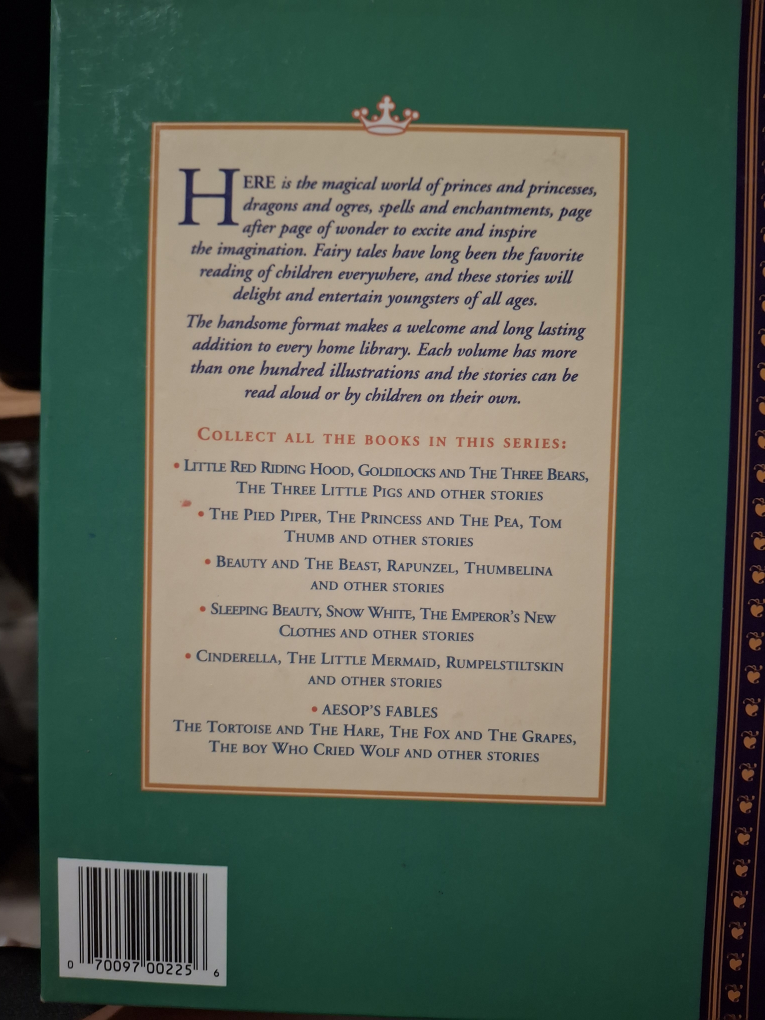 HERE is the magical world of princes and princesses,
dragons and ogres, spells and enchantments, page
after page of wonder to excite and inspire
the imagination. Fairy tales have long been the favorite
reading of children everywhere, and these stories will
delight and entertain youngsters of all ages.
The handsome format makes a welcome and long lasting
addition to every home library. Each volume has more
than one hundred illustrations and the stories can be
read aloud or by children on their own.
COLLECT ALL THE BOOKS IN THIS SERIES:
• LITTLE RED RIDING HOOD, GOLDILOCKS AND THE THREE BEARS,
THE THREE LITTLE PIGS AND OTHER STORIES
• THE PIED PIPER, THE PRINCESS AND THE PEA, TOM
THUMB AND OTHER STORIES
• BEAUTY AND THE BEAST, RAPUNZEL, THUMBELINA
AND OTHER STORIES
• SLEEPING BEAUTY, SNOW WHITE, THE EMPEROR'S NEW
CLOTHES AND OTHER STORIES
• CINDERELLA, THE LITTLE MERMAID, RUMPELSTILTSKIN
AND OTHER STORIES
• AESOP'S FABLES
THE TORTOISE AND THE HARE, THE FOX AND THE GRAPES,
THE BOY WHO CRIED WOLF AND OTHER STORIES
0 70097 00225 6